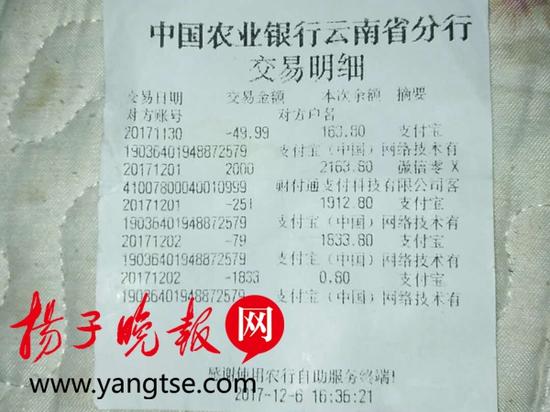 中国农业银行云南省分行
交易明细
交易日期 交易金额 本次余额 摘要
对方账号 对方户名
20171130 -49.99 163.80 支付宝
19036401948872579 支付宝（中国）网络技术有
20171201 2000 2163.80 微信零 X
41007800040010999 财付通支付科技有限公司客
20171201 -251 1912.80 支付宝
19036401948872579 支付宝（中国）网络技术有
20171202 -79 1833.80 支付宝
19036401948872579 支付宝（中国）网络技术有
20171202 -1833 0.80 支付宝
19036401948872579 支付宝（中国）网络技术有
扬子晚报网
www.yangtse.com
感谢使用农行自助服务终端!
2017-12-6 16:36:21